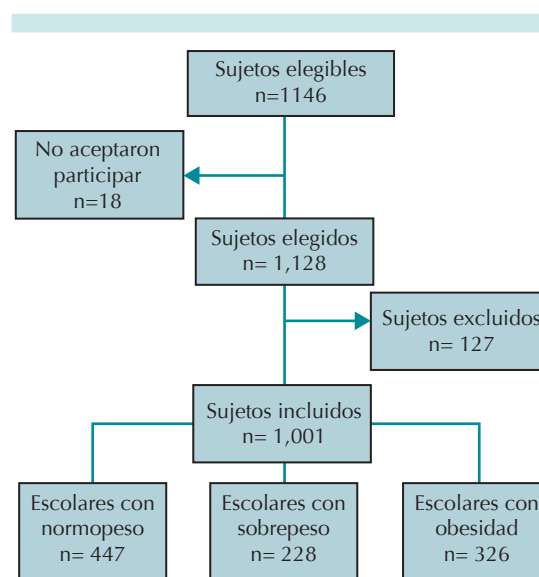 Sujetos elegibles
n=1146
No aceptaron
participar
n=18
Sujetos elegidos
n= 1,128
Sujetos excluidos
n= 127
Sujetos incluidos
n= 1,001
Escolares con
normopeso
n= 447
Escolares con
sobrepeso
n= 228
Escolares con
obesidad
n= 326